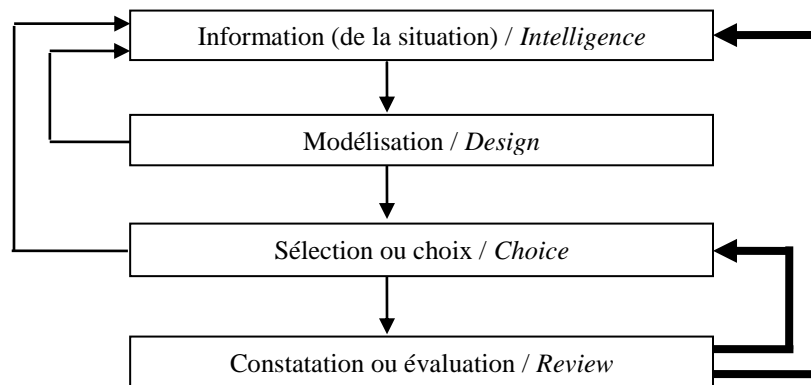 Information (de la situation) / Intelligence
Modélisation / Design
Sélection ou choix / Choice
Constatation ou évaluation / Review